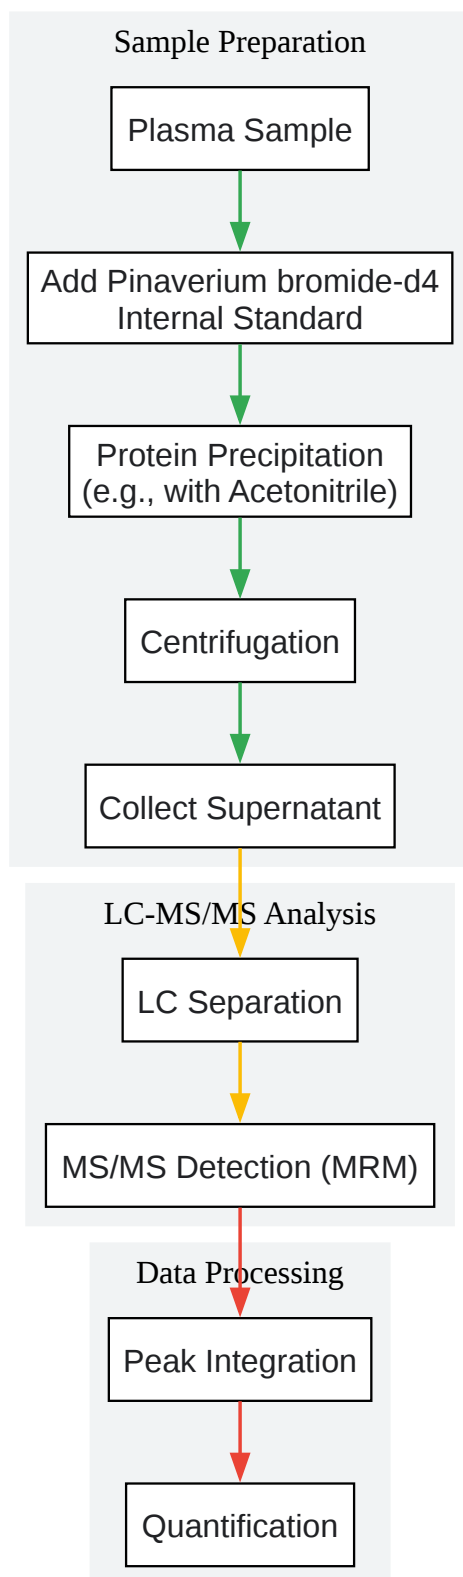 Sample Preparation
Plasma Sample
Add Pinaverium bromide-d4
Internal Standard
Protein Precipitation
(e.g., with Acetonitrile)
Centrifugation
Collect Supernatant
LC-MS/MS Analysis
LC Separation
MS/MS Detection (MRM)
Data Processing
Peak Integration
Quantification